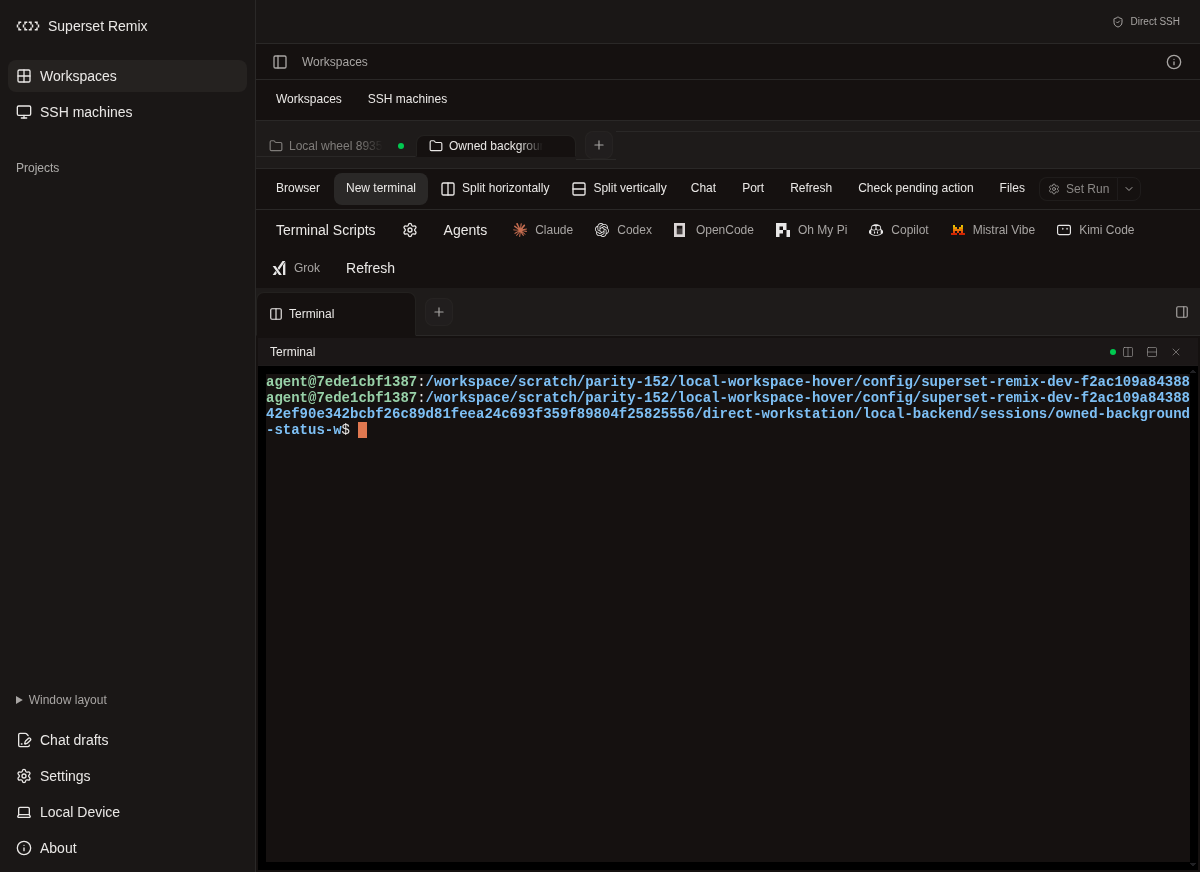 Superset Remix
Direct SSH
Workspaces
SSH machines
Projects
Workspaces
Workspaces SSH machines
Local wheel 893
Owned backgrou
Browser New terminal Split horizontally Split vertically Chat Port Refresh Check pending action Files Set Run
Terminal Scripts Agents Claude Codex OpenCode Oh My Pi Copilot Mistral Vibe Kimi Code
Grok Refresh
Terminal
Terminal
agent@7ede1cbf1387:/workspace/scratch/parity-152/local-workspace-hover/config/superset-remix-dev-f2ac109a84388
agent@7ede1cbf1387:/workspace/scratch/parity-152/local-workspace-hover/config/superset-remix-dev-f2ac109a84388
42ef90e342bcbf26c89d81feea24c693f359f89804f25825556/direct-workstation/local-backend/sessions/owned-background
-status-w$
Window layout
Chat drafts
Settings
Local Device
About